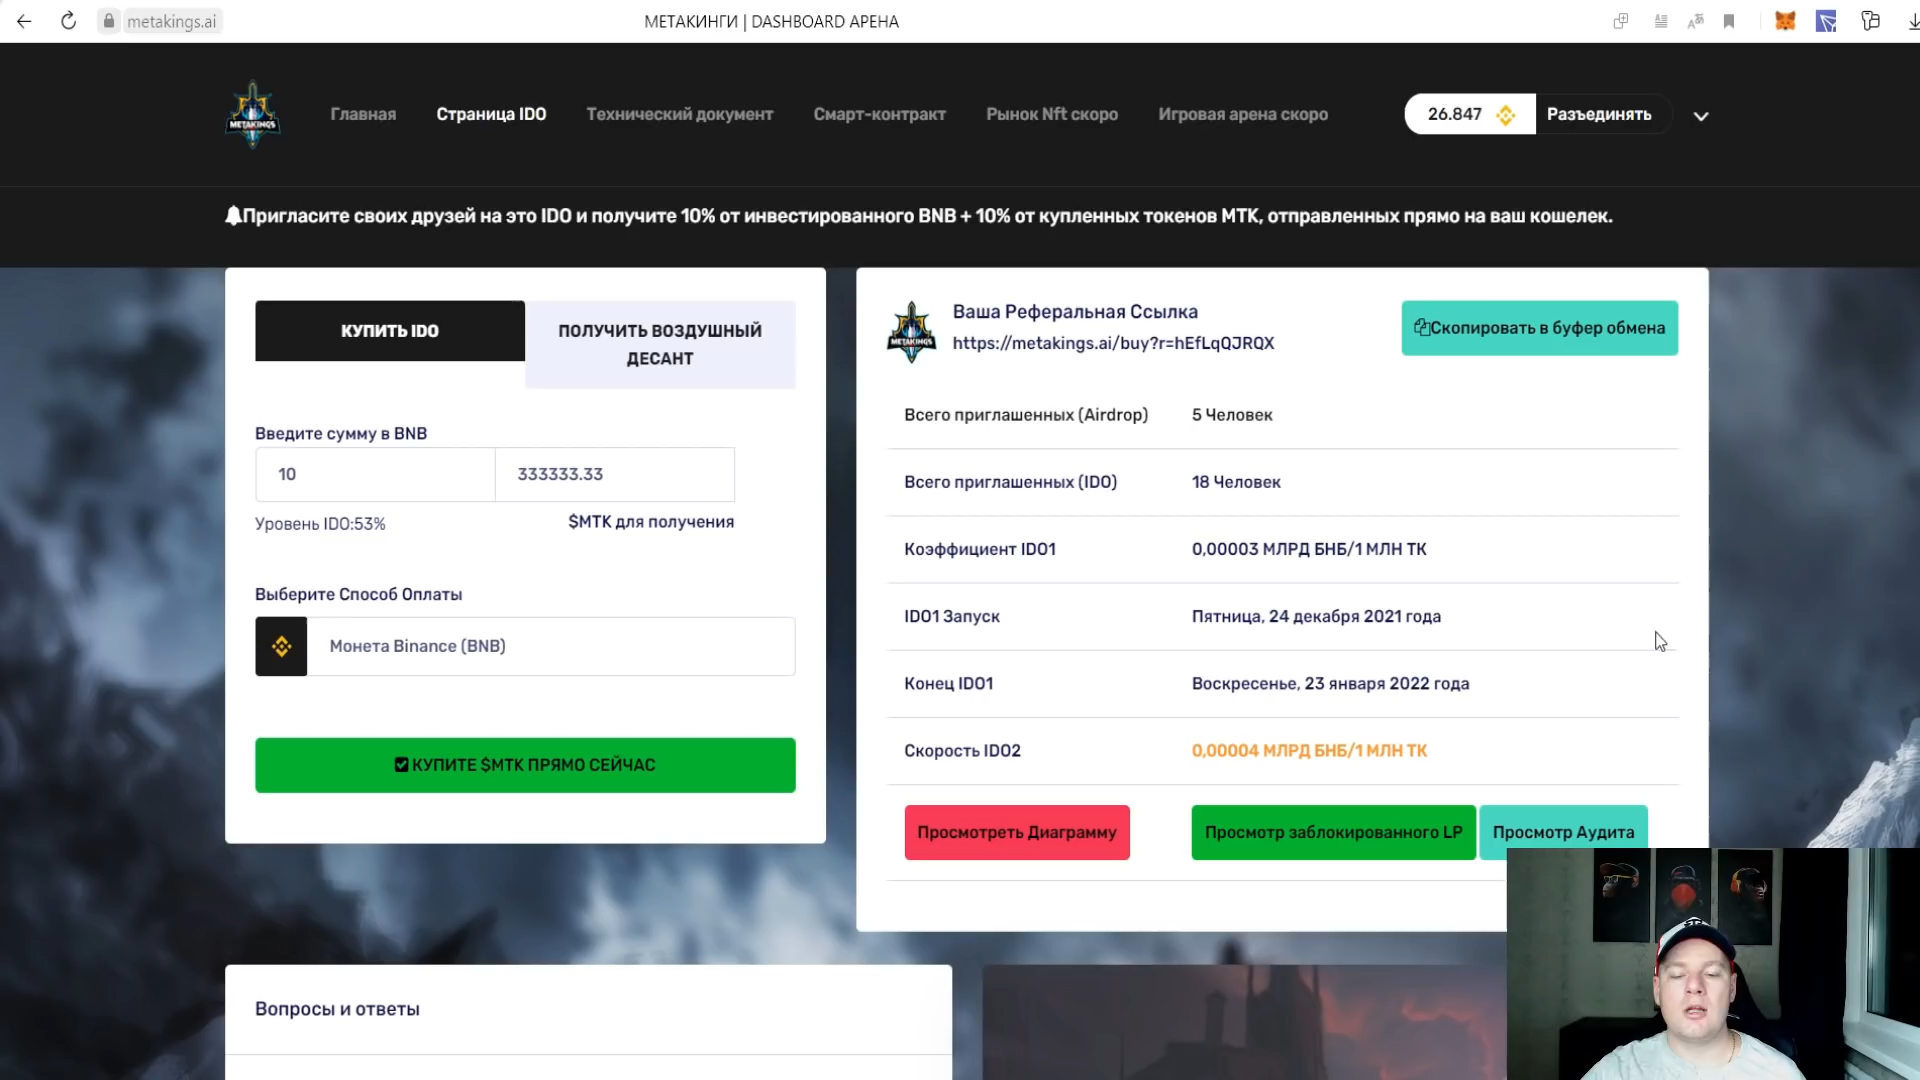 metakings.ai
МЕТАКИНГИ | DASHBOARD АРЕНА
METAKINGS
Главная
Страница IDO
Технический документ
Смарт-контракт
Рынок Nft скоро
Игровая арена скоро
26.847
Разъединять
Пригласите своих друзей на это IDO и получите 10% от инвестированного BNB + 10% от купленных токенов MTK, отправленных прямо на ваш кошелек.
КУПИТЬ IDO
ПОЛУЧИТЬ ВОЗДУШНЫЙ
ДЕСАНТ
Введите сумму в BNB
10
333333.33
Уровень IDO:53%
$MTK для получения
Выберите Способ Оплаты
Монета Binance (BNB)
КУПИТЕ $MTK ПРЯМО СЕЙЧАС
METAKINGS
Ваша Реферальная Ссылка
https://metakings.ai/buy?r=hEfLqQJRQX
Скопировать в буфер обмена
Всего приглашенных (Airdrop)
5 Человек
Всего приглашенных (IDO)
18 Человек
Коэффициент IDO1
0,00003 МЛРД БНБ/1 МЛН ТК
IDO1 Запуск
Пятница, 24 декабря 2021 года
Конец IDO1
Воскресенье, 23 января 2022 года
Скорость IDO2
0,00004 МЛРД БНБ/1 МЛН ТК
Просмотреть Диаграмму
Просмотр заблокированного LP
Просмотр Аудита
Вопросы и ответы